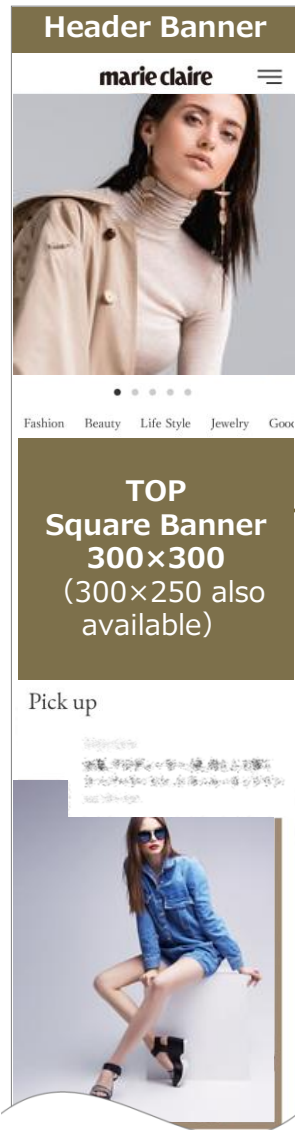 Header Banner
marie claire
Fashion Beauty Life Style Jewelry Good
TOP
Square Banner
300×300
（300×250 also
available）
Pick up